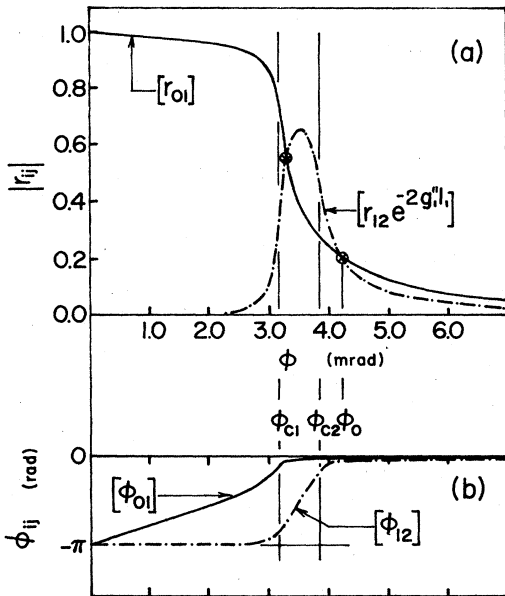 (a)
1.0
0.8
0.6
0.4
0.2
0.0
|r_ij|
[r_01]
[r_12 e^{-2g_1''l_1}]
1.0 2.0 3.0 4.0 5.0 6.0
ϕ (mrad)
ϕ_c1 ϕ_c2 ϕ_0
(b)
0
-π
ϕ_ij (rad)
[ϕ_01]
[ϕ_12]